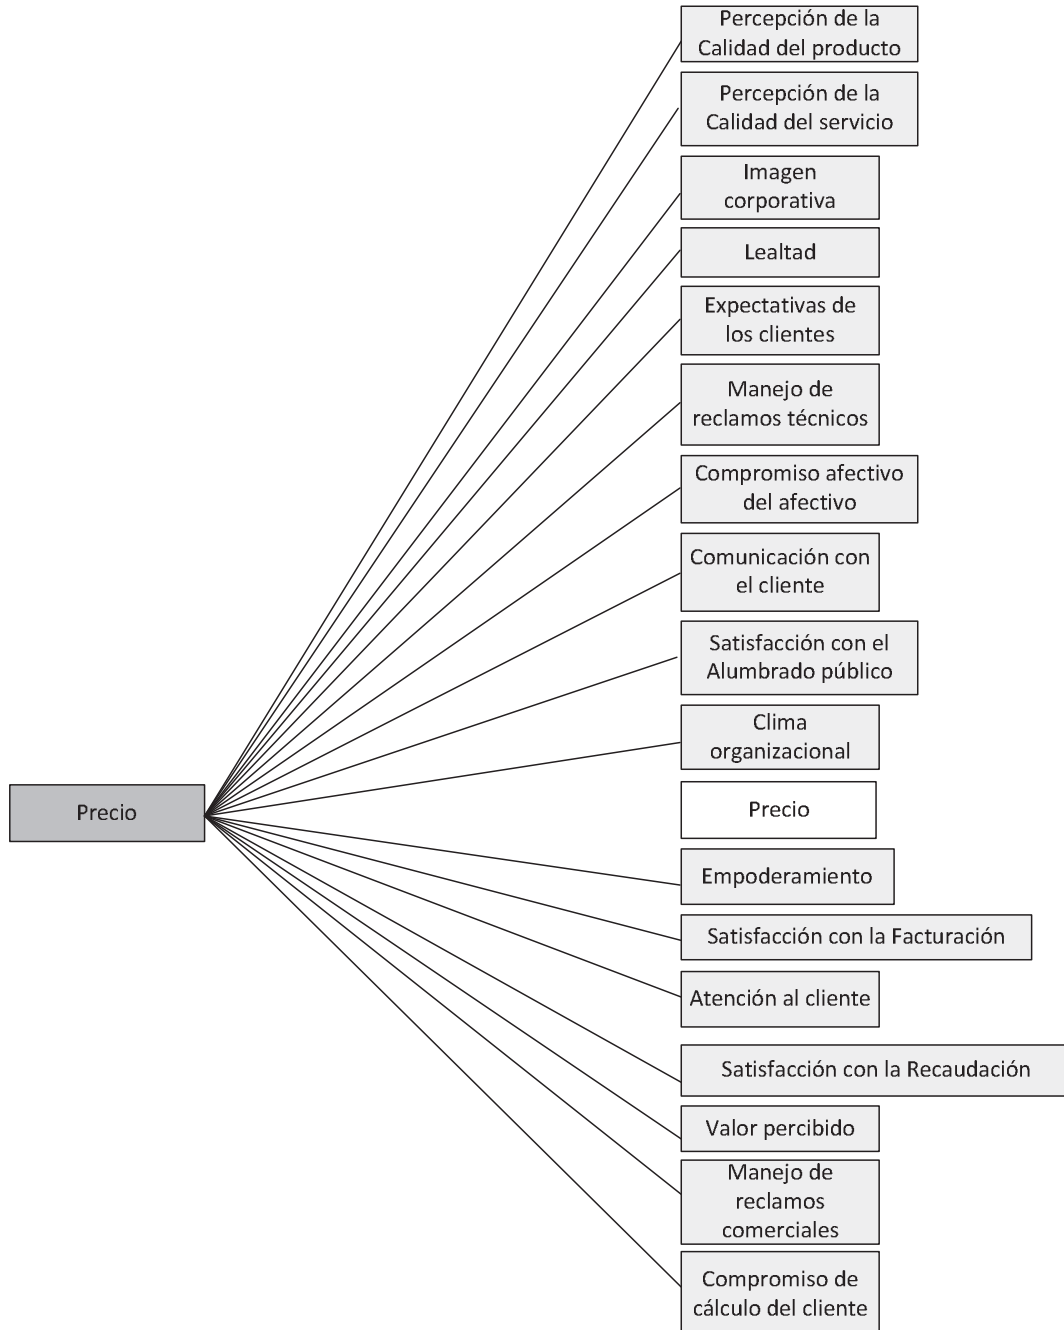 Percepción de la
Calidad del producto
Percepción de la
Calidad del servicio
Imagen
corporativa
Lealtad
Expectativas de
los clientes
Manejo de
reclamos técnicos
Compromiso afectivo
del afectivo
Comunicación con
el cliente
Satisfacción con el
Alumbrado público
Clima
organizacional
Precio
Precio
Empoderamiento
Satisfacción con la Facturación
Atención al cliente
Satisfacción con la Recaudación
Valor percibido
Manejo de
reclamos
comerciales
Compromiso de
cálculo del cliente